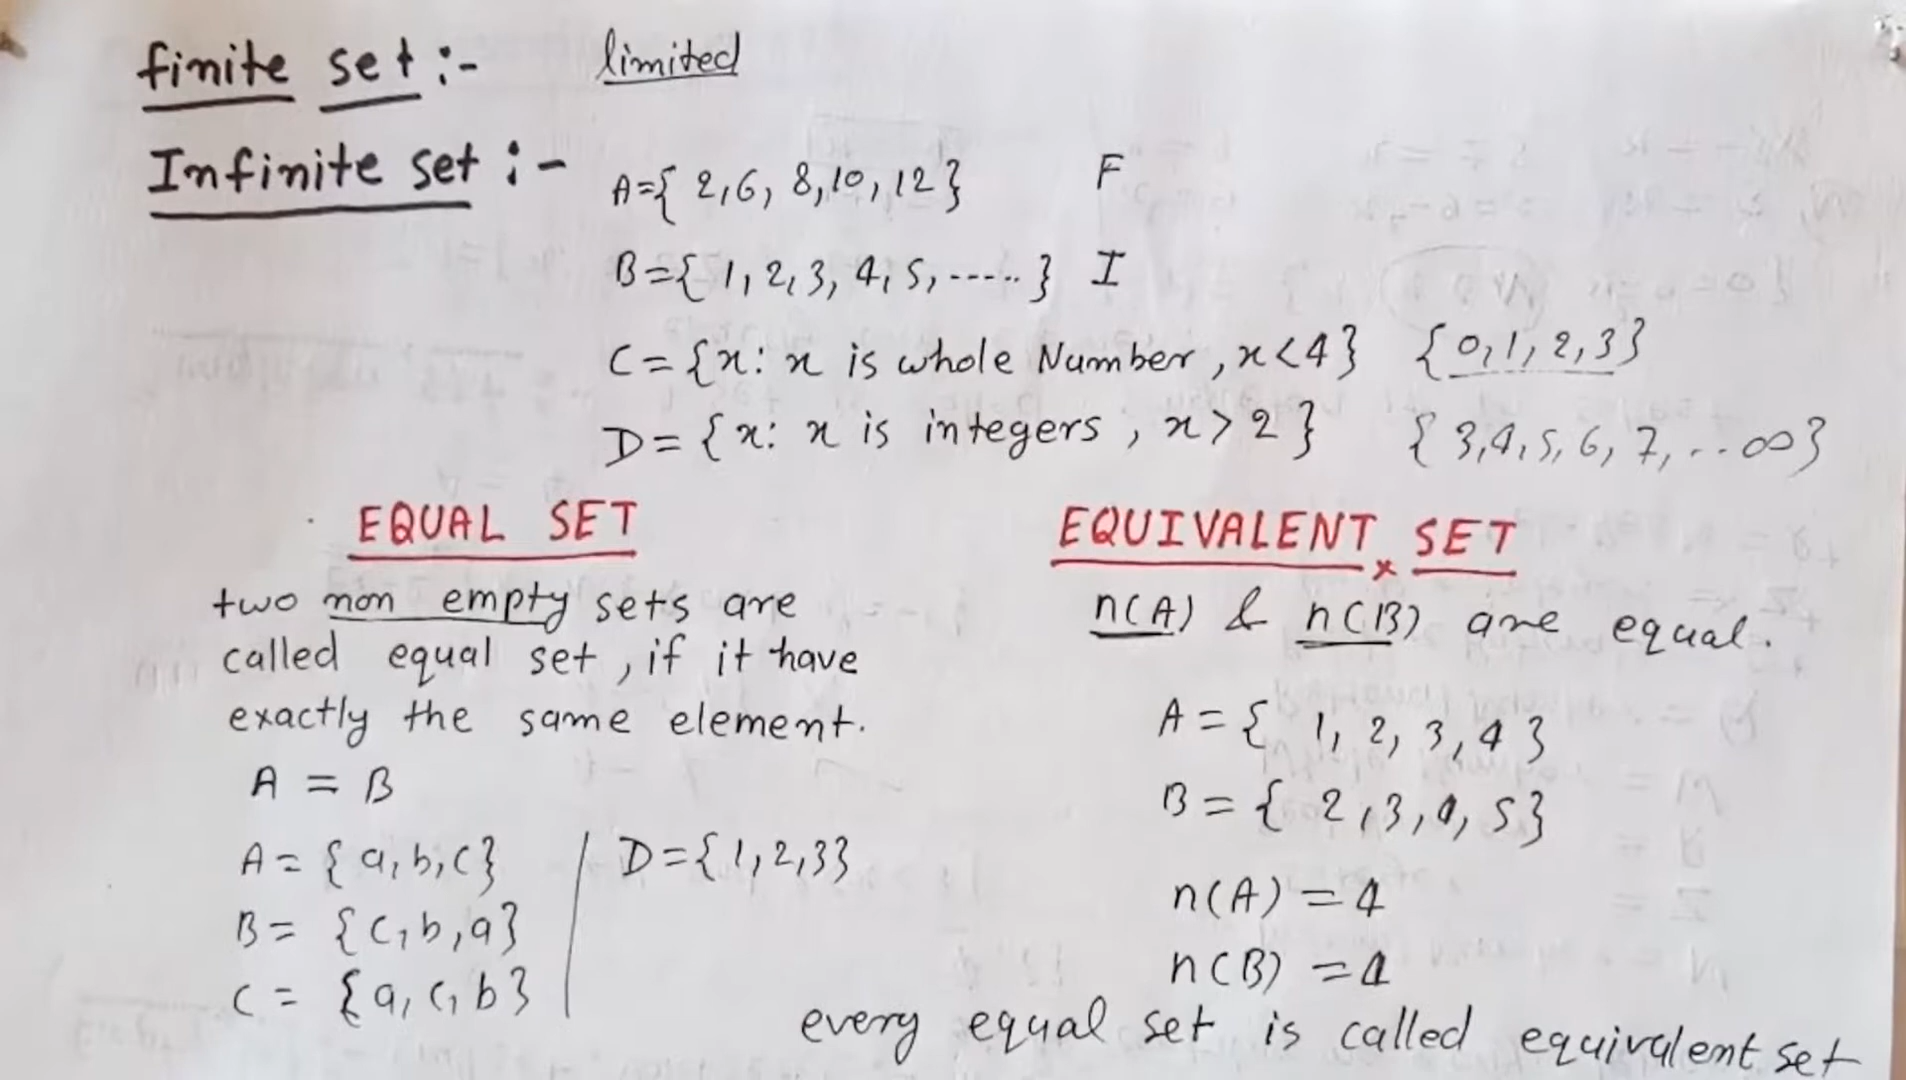 finite set :- limited
Infinite set :- A={ 2,6, 8,10,12} F
B={ 1, 2,3, 4, 5, ..... } I
C = {x: x is whole Number, x<4} {0,1,2,3}
D = {x: x is integers, x>2} { 3,4,5,6,7,...∞}
EQUAL SET
two non empty sets are
called equal set, if it have
exactly the same element.
A = B
A = {a,b,c}
B = {c,b,a}
C = {a,c,b}
D={1,2,3}
EQUIVALENT SET
n(A) & n(B) are equal.
A = { 1, 2, 3, 4}
B = { 2,3,4,5}
n(A) = 4
n(B) = 4
every equal set is called equivalent set